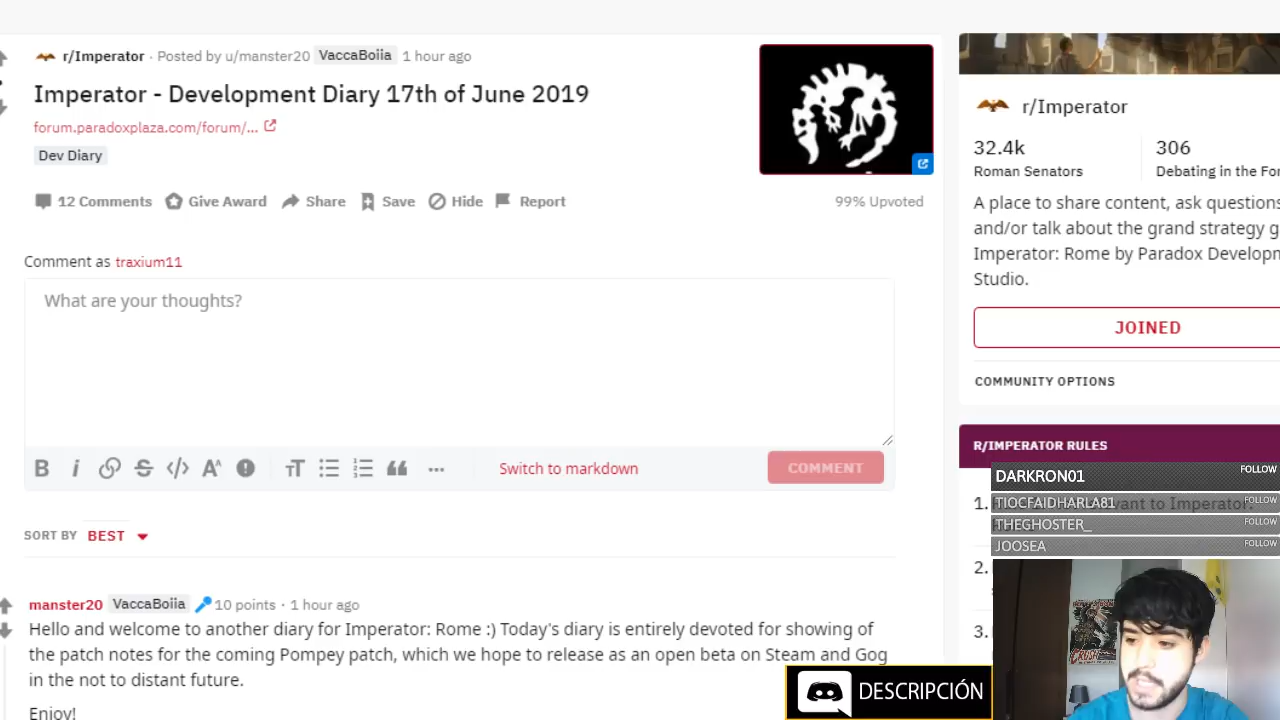 r/Imperator · Posted by u/manster20 VaccaBoiia 1 hour ago
Imperator - Development Diary 17th of June 2019
forum.paradoxplaza.com/forum/...
Dev Diary
12 Comments Give Award Share Save Hide Report 99% Upvoted
Comment as traxium11
What are your thoughts?
B i S </> A T Switch to markdown COMMENT
SORT BY BEST
manster20 VaccaBoiia 10 points · 1 hour ago
Hello and welcome to another diary for Imperator: Rome :) Today's diary is entirely devoted for showing of
the patch notes for the coming Pompey patch, which we hope to release as an open beta on Steam and Gog
in the not to distant future.
Enjoy!
r/Imperator
32.4k 306
Roman Senators Debating in the For
A place to share content, ask questions
and/or talk about the grand strategy g
Imperator: Rome by Paradox Developm
Studio.
JOINED
COMMUNITY OPTIONS
R/IMPERATOR RULES
DARKRON01 FOLLOW
1. vant to Imperator:
TIOCFAIDHARLA81 FOLLOW
THEGHOSTER_ FOLLOW
JOOSEA FOLLOW
2.
3.
DESCRIPCIÓN